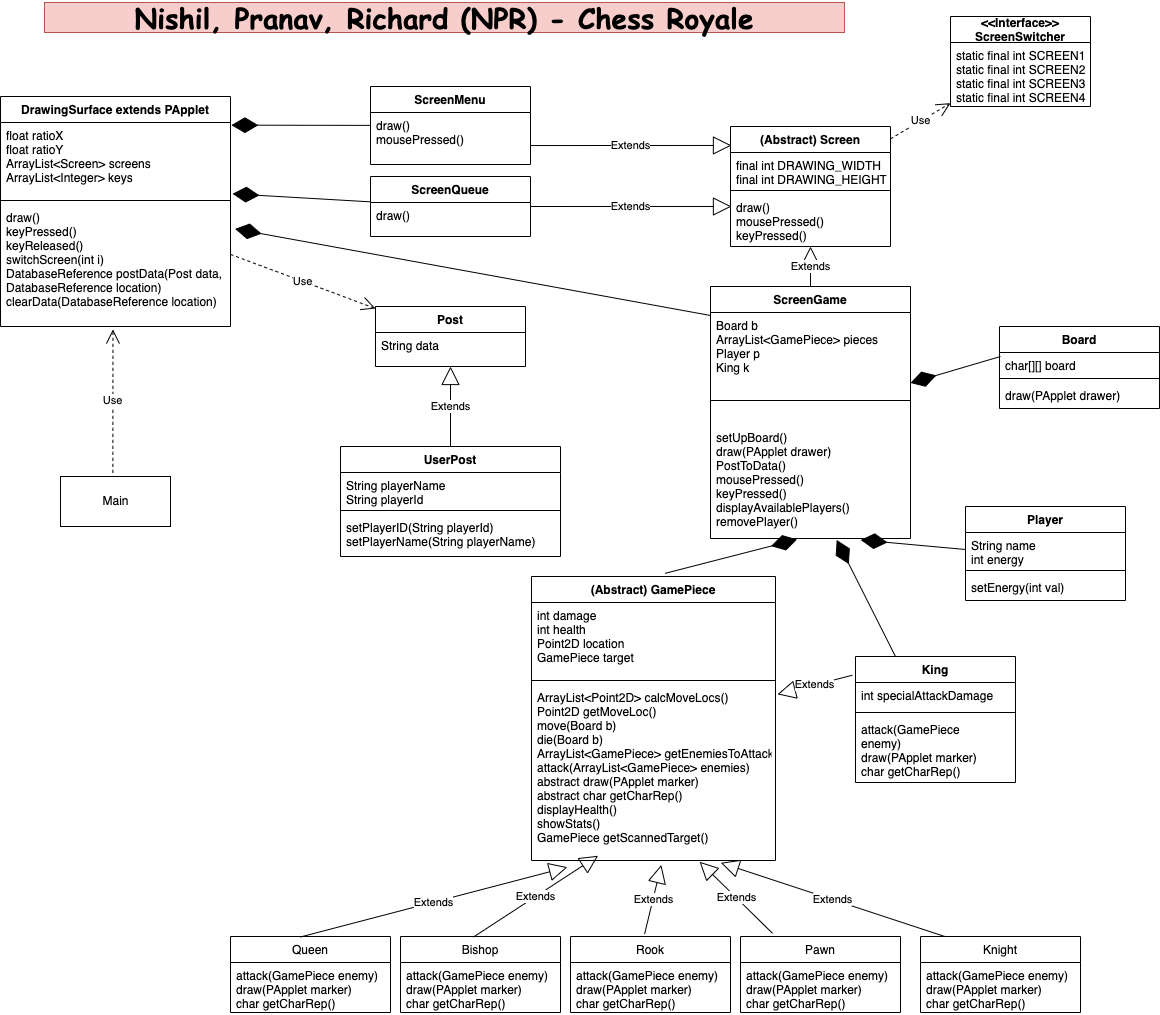 Nishil, Pranav, Richard (NPR) - Chess Royale
<<Interface>>
ScreenSwitcher
static final int SCREEN1
static final int SCREEN2
static final int SCREEN3
static final int SCREEN4
DrawingSurface extends PApplet
float ratioX
float ratioY
ArrayList<Screen> screens
ArrayList<Integer> keys
draw()
keyPressed()
keyReleased()
switchScreen(int i)
DatabaseReference postData(Post data,
DatabaseReference location)
clearData(DatabaseReference location)
ScreenMenu
draw()
mousePressed()
Extends
ScreenQueue
draw()
Extends
(Abstract) Screen
final int DRAWING_WIDTH
final int DRAWING_HEIGHT
draw()
mousePressed()
keyPressed()
Use
Extends
Use
Post
String data
Extends
UserPost
String playerName
String playerId
setPlayerID(String playerId)
setPlayerName(String playerName)
Use
Main
ScreenGame
Board b
ArrayList<GamePiece> pieces
Player p
King k
setUpBoard()
draw(PApplet drawer)
PostToData()
mousePressed()
keyPressed()
displayAvailablePlayers()
removePlayer()
Board
char[][] board
draw(PApplet drawer)
Player
String name
int energy
setEnergy(int val)
(Abstract) GamePiece
int damage
int health
Point2D location
GamePiece target
ArrayList<Point2D> calcMoveLocs()
Point2D getMoveLoc()
move(Board b)
die(Board b)
ArrayList<GamePiece> getEnemiesToAttack
attack(ArrayList<GamePiece> enemies)
abstract draw(PApplet marker)
abstract char getCharRep()
displayHealth()
showStats()
GamePiece getScannedTarget()
Extends
King
int specialAttackDamage
attack(GamePiece
enemy)
draw(PApplet marker)
char getCharRep()
Extends
Extends
Extends
Extends
Extends
Queen
attack(GamePiece enemy)
draw(PApplet marker)
char getCharRep()
Bishop
attack(GamePiece enemy)
draw(PApplet marker)
char getCharRep()
Rook
attack(GamePiece enemy)
draw(PApplet marker)
char getCharRep()
Pawn
attack(GamePiece enemy)
draw(PApplet marker)
char getCharRep()
Knight
attack(GamePiece enemy)
draw(PApplet marker)
char getCharRep()